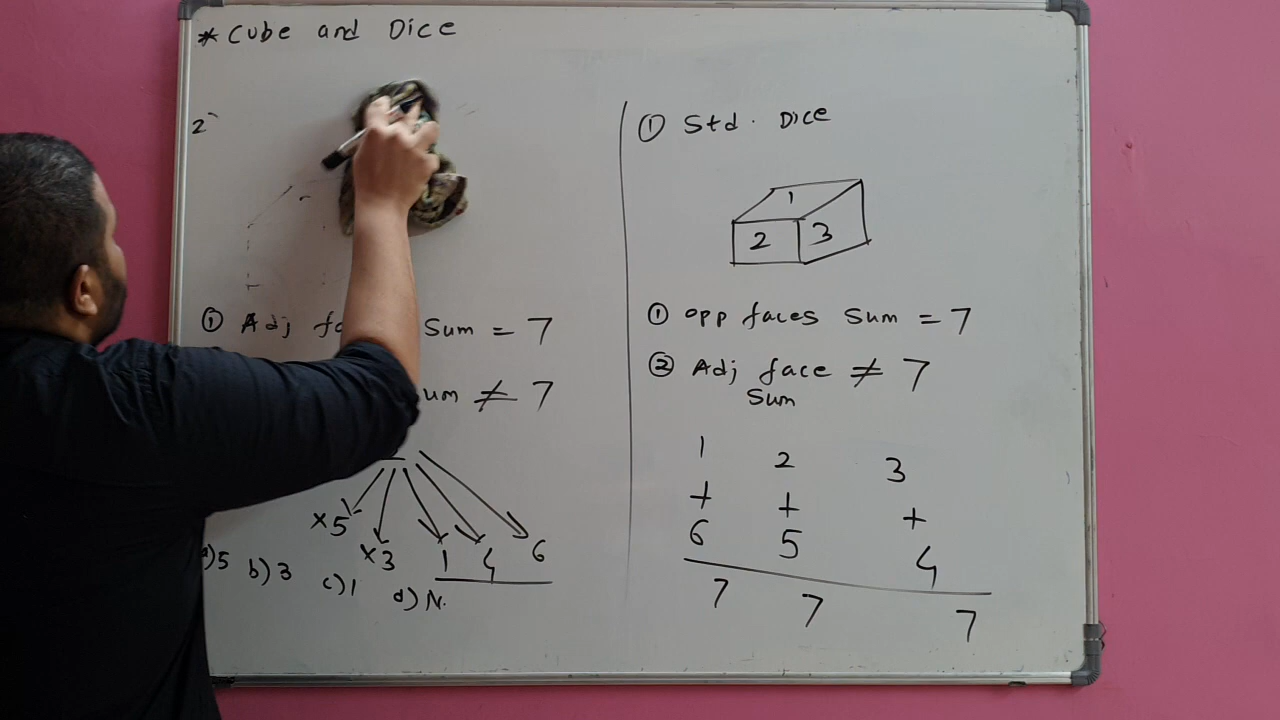 * Cube and Dice
2
① Adj Sum = 7
≠ 7
×5
×3 1 4 6
5 b) 3 c) 1 d) N.
① Std. Dice
1
2 3
① opp faces Sum = 7
② Adj face ≠ 7
Sum
1 2 3
+ + +
6 5 4
7 7 7